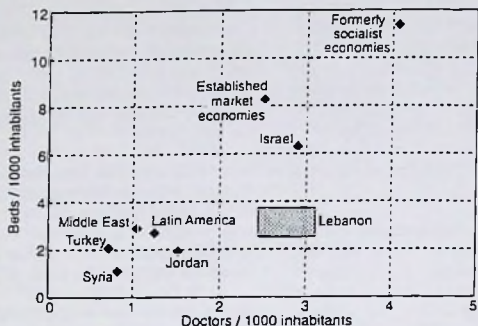 12
10
8
6
4
2
0
Beds / 1000 inhabitants
Formerly
socialist
economies
Established
market
economies
Israel
Middle East
Latin America
Lebanon
Turkey
Jordan
Syria
0
1
2
3
4
5
Doctors / 1000 inhabitants